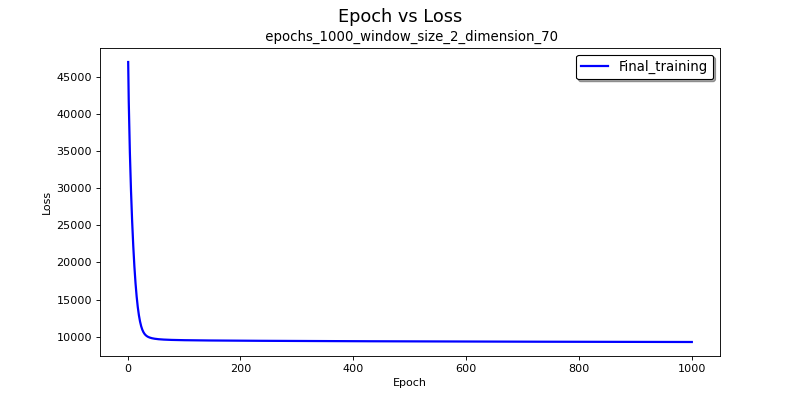 Epoch vs Loss
epochs_1000_window_size_2_dimension_70
Final_training
45000
40000
35000
30000
25000
20000
15000
10000
Loss
0 200 400 600 800 1000
Epoch